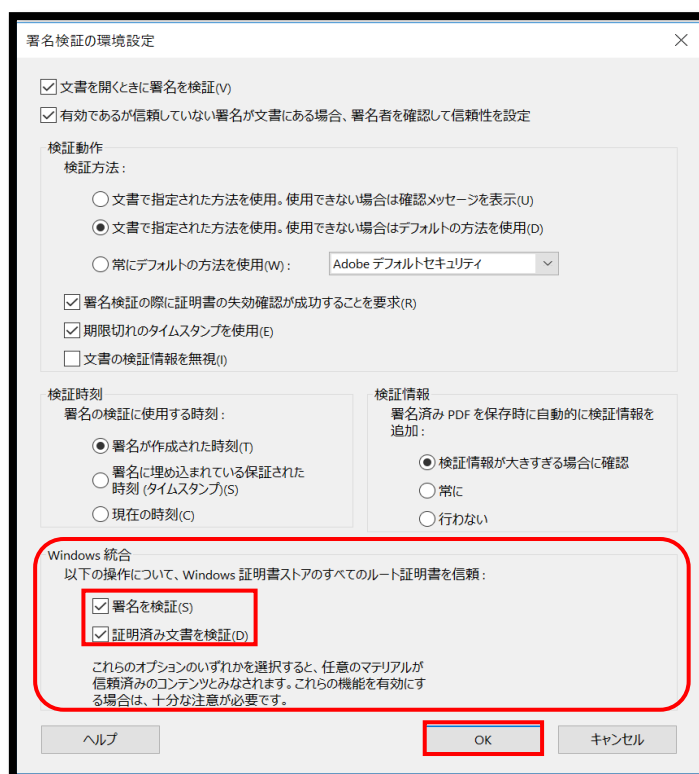 署名検証の環境設定
文書を開くときに署名を検証(V)
有効であるが信頼していない署名が文書にある場合、署名者を確認して信頼性を設定
検証動作
検証方法 :
文書で指定された方法を使用。使用できない場合は確認メッセージを表示(U)
文書で指定された方法を使用。使用できない場合はデフォルトの方法を使用(D)
常にデフォルトの方法を使用(W) :
Adobe デフォルトセキュリティ
署名検証の際に証明書の失効確認が成功することを要求(R)
期限切れのタイムスタンプを使用(E)
文書の検証情報を無視(I)
検証時刻
署名の検証に使用する時刻 :
署名が作成された時刻(T)
署名に埋め込まれている保証された
時刻 (タイムスタンプ)(S)
現在の時刻(C)
検証情報
署名済み PDF を保存時に自動的に検証情報を
追加 :
検証情報が大きすぎる場合に確認
常に
行わない
Windows 統合
以下の操作について、Windows 証明書ストアのすべてのルート証明書を信頼 :
署名を検証(S)
証明済み文書を検証(D)
これらのオプションのいずれかを選択すると、任意のマテリアルが
信頼済みのコンテンツとみなされます。これらの機能を有効にす
る場合は、十分な注意が必要です。
ヘルプ
OK
キャンセル